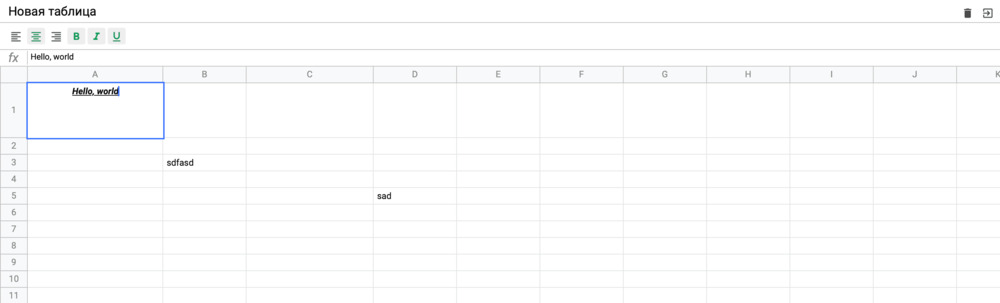 Новая таблица
B I U
fx Hello, world
A B C D E F G H I J K
1 Hello, world
2
3 sdfasd
4
5 sad
6
7
8
9
10
11